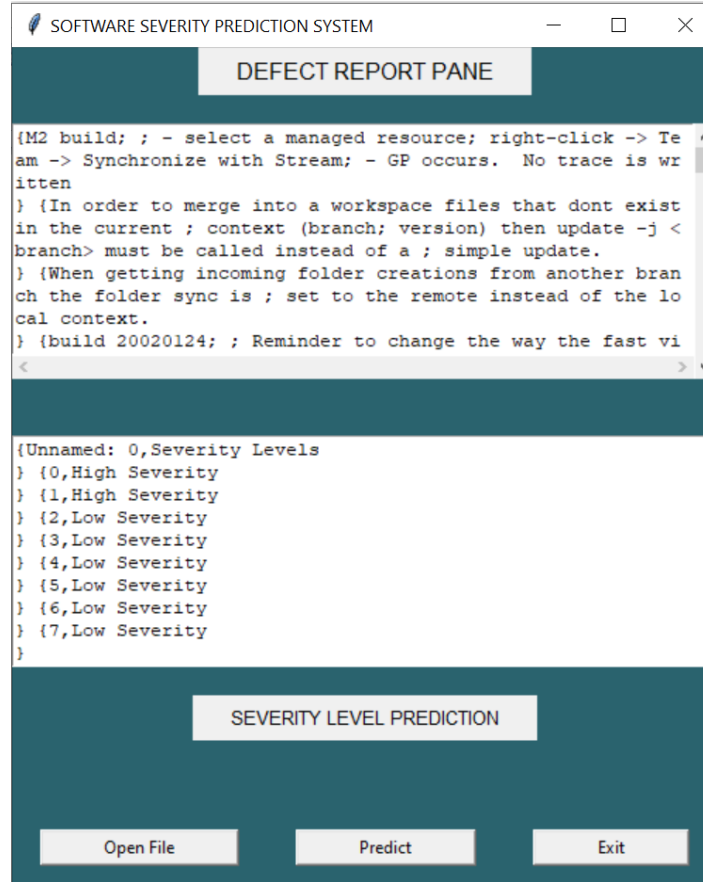 SOFTWARE SEVERITY PREDICTION SYSTEM
DEFECT REPORT PANE
{M2 build; ; - select a managed resource; right-click -> Te
am -> Synchronize with Stream; - GP occurs.  No trace is wr
itten
} {In order to merge into a workspace files that dont exist
in the current ; context (branch; version) then update -j <
branch> must be called instead of a ; simple update.
} {When getting incoming folder creations from another bran
ch the folder sync is ; set to the remote instead of the lo
cal context.
} {build 20020124; ; Reminder to change the way the fast vi
{Unnamed: 0,Severity Levels
} {0,High Severity
} {1,High Severity
} {2,Low Severity
} {3,Low Severity
} {4,Low Severity
} {5,Low Severity
} {6,Low Severity
} {7,Low Severity
}
SEVERITY LEVEL PREDICTION
Open File
Predict
Exit